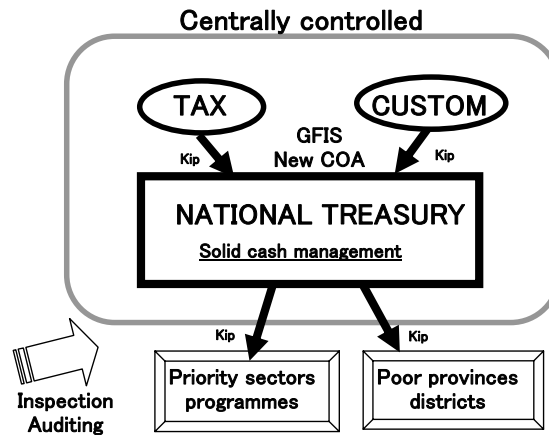 Centrally controlled
TAX
CUSTOM
Kip
GFIS
New COA
Kip
NATIONAL TREASURY
Solid cash management
Kip
Kip
Priority sectors
programmes
Poor provinces
districts
Inspection
Auditing